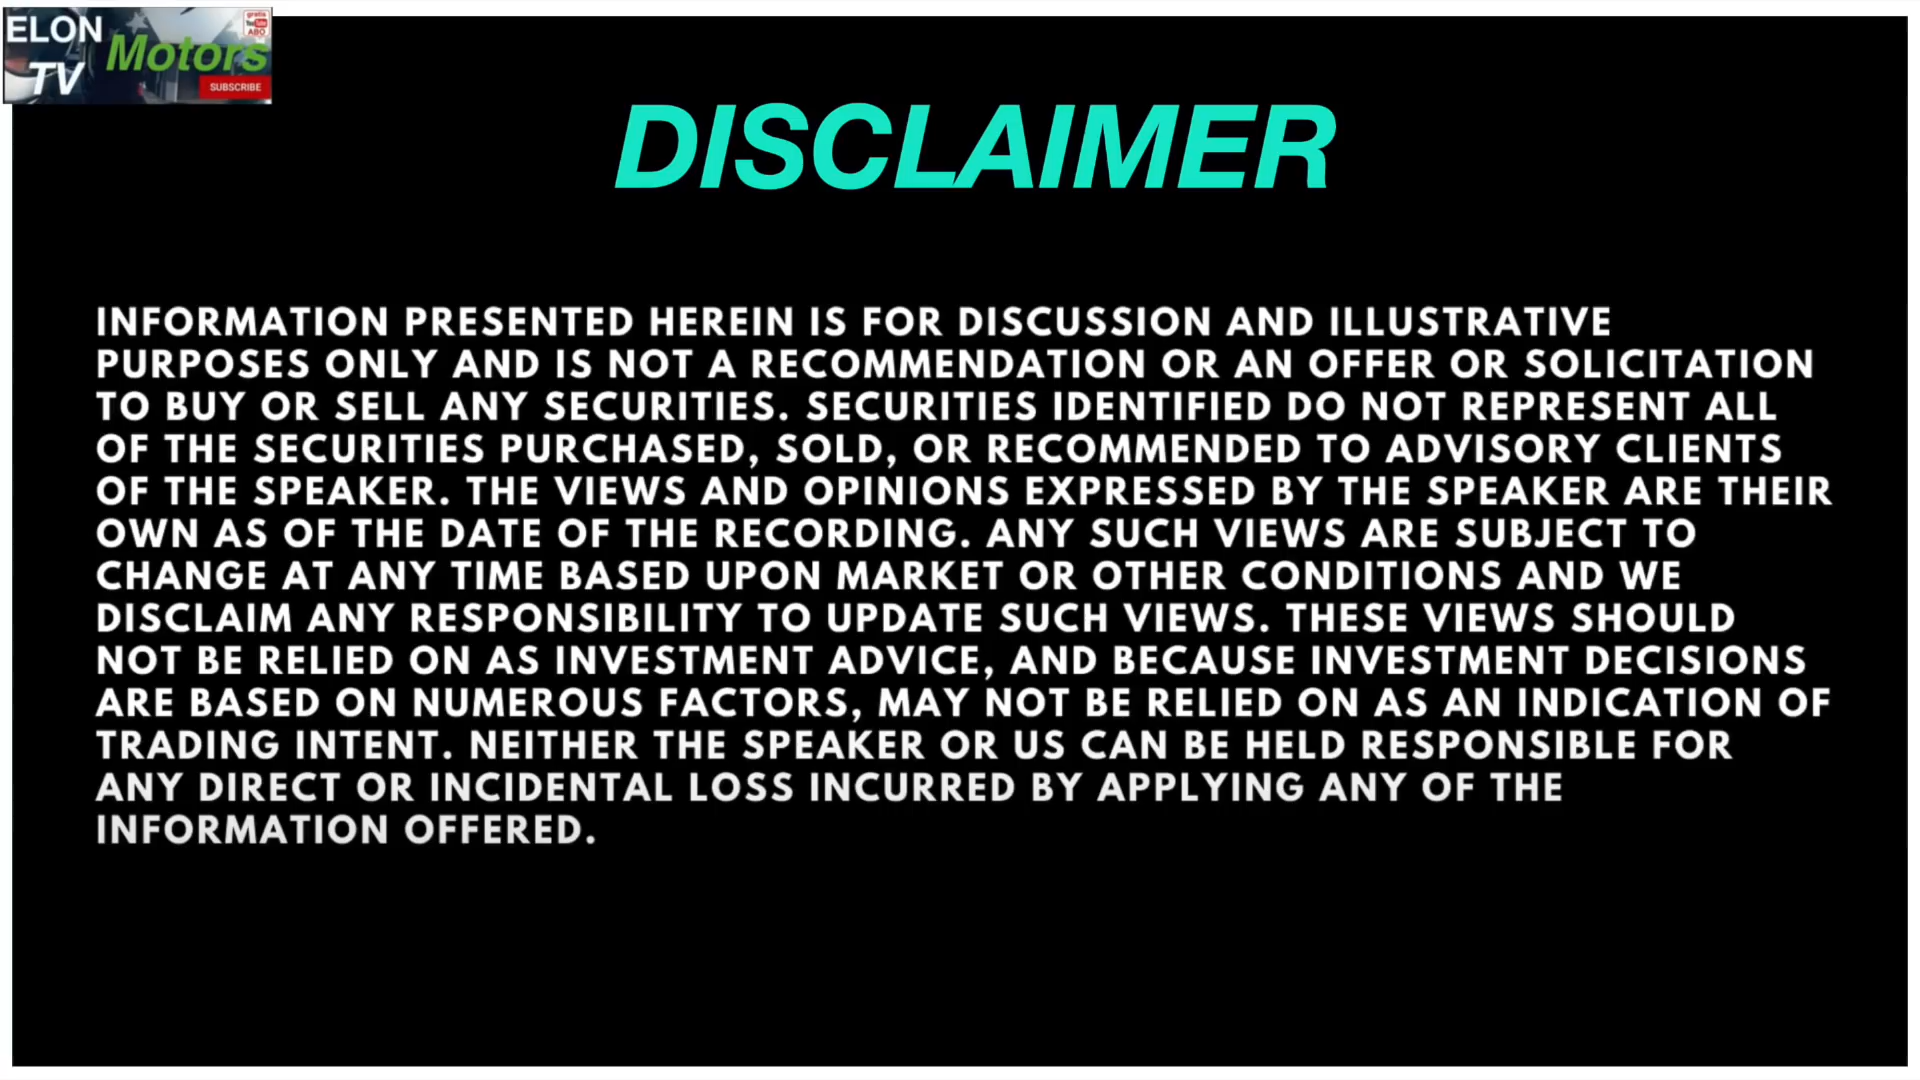 ELON
Motors
TV
gratis
YouTube
ABO
SUBSCRIBE
DISCLAIMER
INFORMATION PRESENTED HEREIN IS FOR DISCUSSION AND ILLUSTRATIVE
PURPOSES ONLY AND IS NOT A RECOMMENDATION OR AN OFFER OR SOLICITATION
TO BUY OR SELL ANY SECURITIES. SECURITIES IDENTIFIED DO NOT REPRESENT ALL
OF THE SECURITIES PURCHASED, SOLD, OR RECOMMENDED TO ADVISORY CLIENTS
OF THE SPEAKER. THE VIEWS AND OPINIONS EXPRESSED BY THE SPEAKER ARE THEIR
OWN AS OF THE DATE OF THE RECORDING. ANY SUCH VIEWS ARE SUBJECT TO
CHANGE AT ANY TIME BASED UPON MARKET OR OTHER CONDITIONS AND WE
DISCLAIM ANY RESPONSIBILITY TO UPDATE SUCH VIEWS. THESE VIEWS SHOULD
NOT BE RELIED ON AS INVESTMENT ADVICE, AND BECAUSE INVESTMENT DECISIONS
ARE BASED ON NUMEROUS FACTORS, MAY NOT BE RELIED ON AS AN INDICATION OF
TRADING INTENT. NEITHER THE SPEAKER OR US CAN BE HELD RESPONSIBLE FOR
ANY DIRECT OR INCIDENTAL LOSS INCURRED BY APPLYING ANY OF THE
INFORMATION OFFERED.